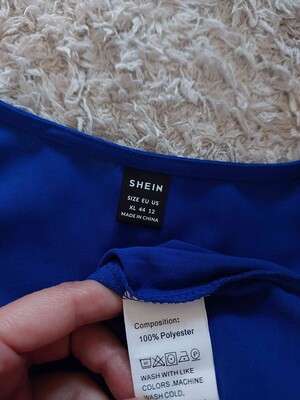 SHEIN
SIZE EU US
XL 44 12
MADE IN CHINA
Composition:
100% Polyester
WASH WITH LIKE
COLORS .MACHINE
WASH COLD.